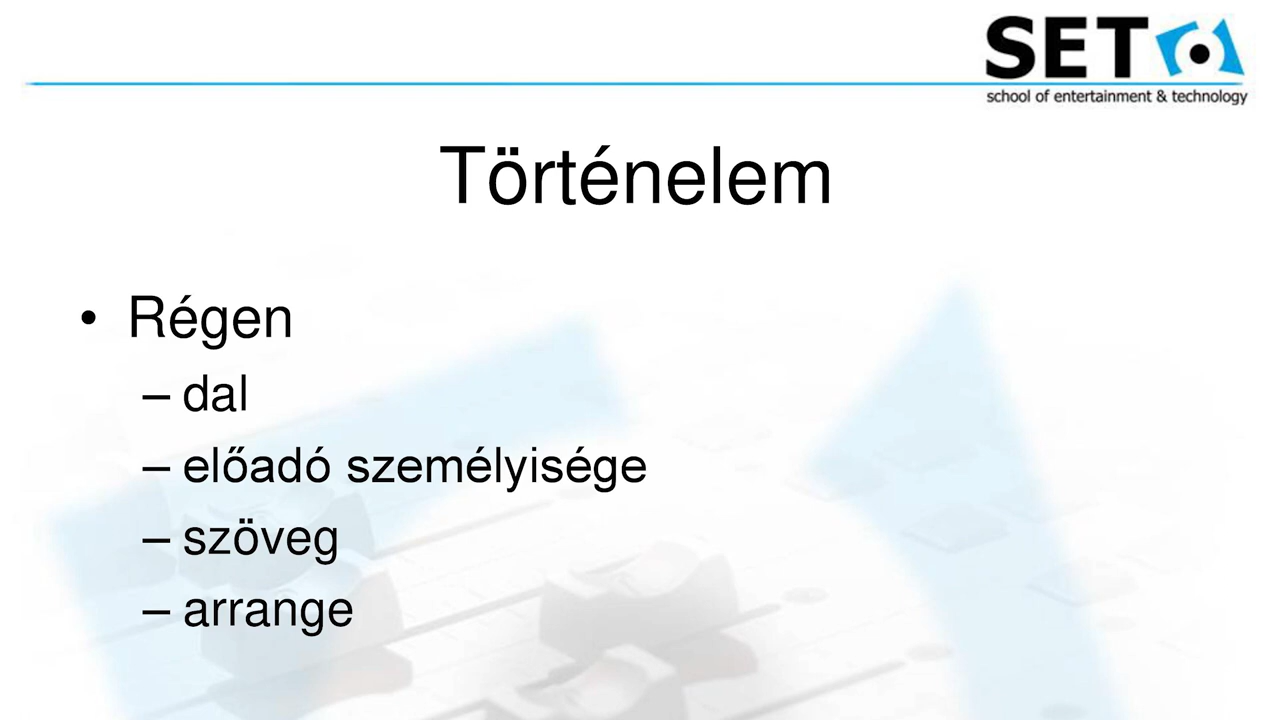 SET
school of entertainment & technology
Történelem
• Régen
– dal
– előadó személyisége
– szöveg
– arrange